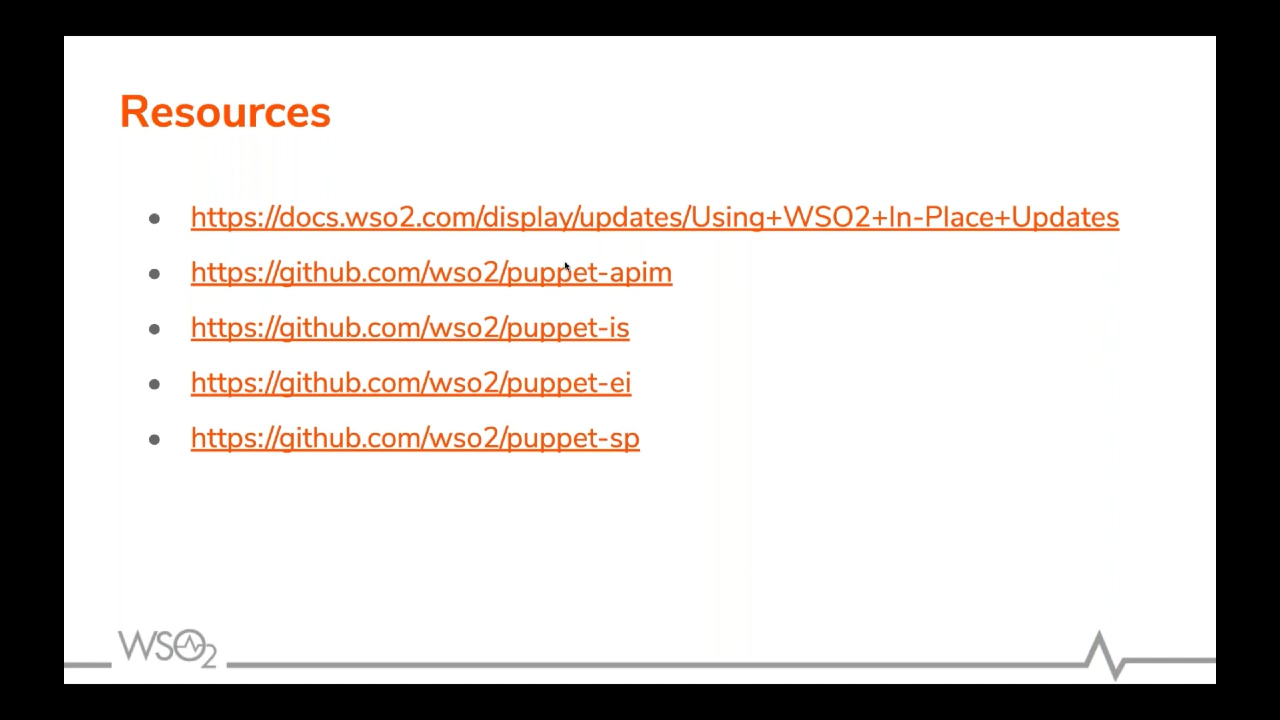 Resources
https://docs.wso2.com/display/updates/Using+WSO2+In-Place+Updates
https://github.com/wso2/puppet-apim
https://github.com/wso2/puppet-is
https://github.com/wso2/puppet-ei
https://github.com/wso2/puppet-sp
WSO2